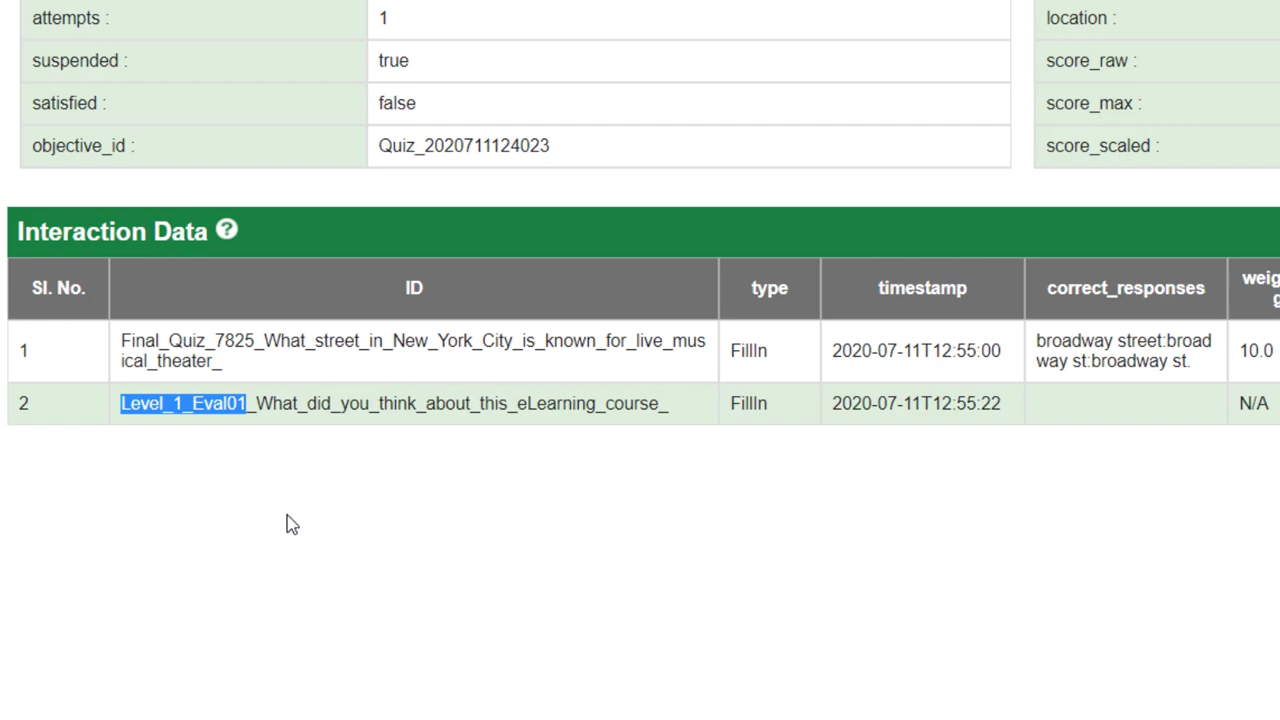 attempts : 1 location :
suspended : true score_raw :
satisfied : false score_max :
objective_id : Quiz_2020711124023 score_scaled :
Interaction Data ?
Sl. No. ID type timestamp correct_responses weig
g
1 Final_Quiz_7825_What_street_in_New_York_City_is_known_for_live_mus
ical_theater_ FillIn 2020-07-11T12:55:00 broadway street:broad
way st:broadway st. 10.0
2 Level_1_Eval01_What_did_you_think_about_this_eLearning_course_ FillIn 2020-07-11T12:55:22 N/A